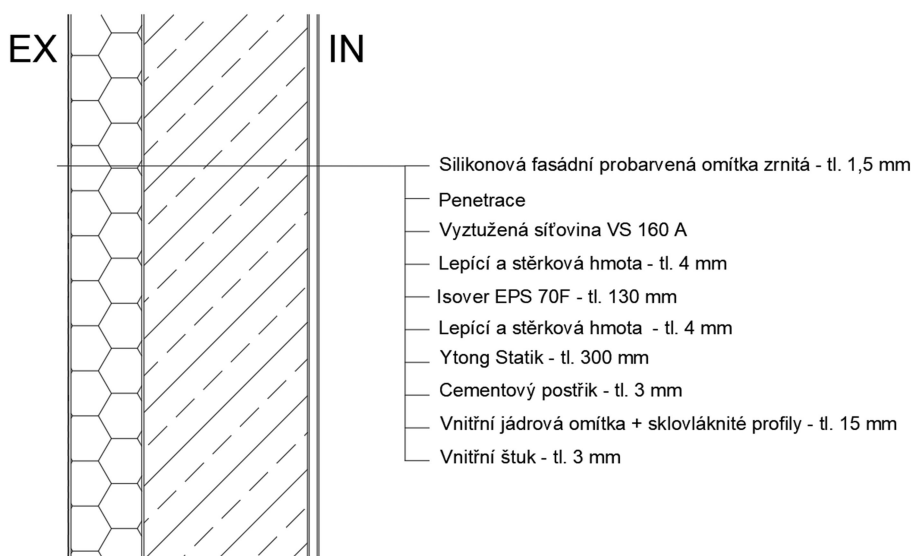 EX
IN
Silikonová fasádní probarvená omítka zrnitá - tl. 1,5 mm
Penetrace
Vyztužená síťovina VS 160 A
Lepící a stěrková hmota - tl. 4 mm
Isover EPS 70F - tl. 130 mm
Lepící a stěrková hmota - tl. 4 mm
Ytong Statik - tl. 300 mm
Cementový postřik - tl. 3 mm
Vnitřní jádrová omítka + sklovláknité profily - tl. 15 mm
Vnitřní štuk - tl. 3 mm